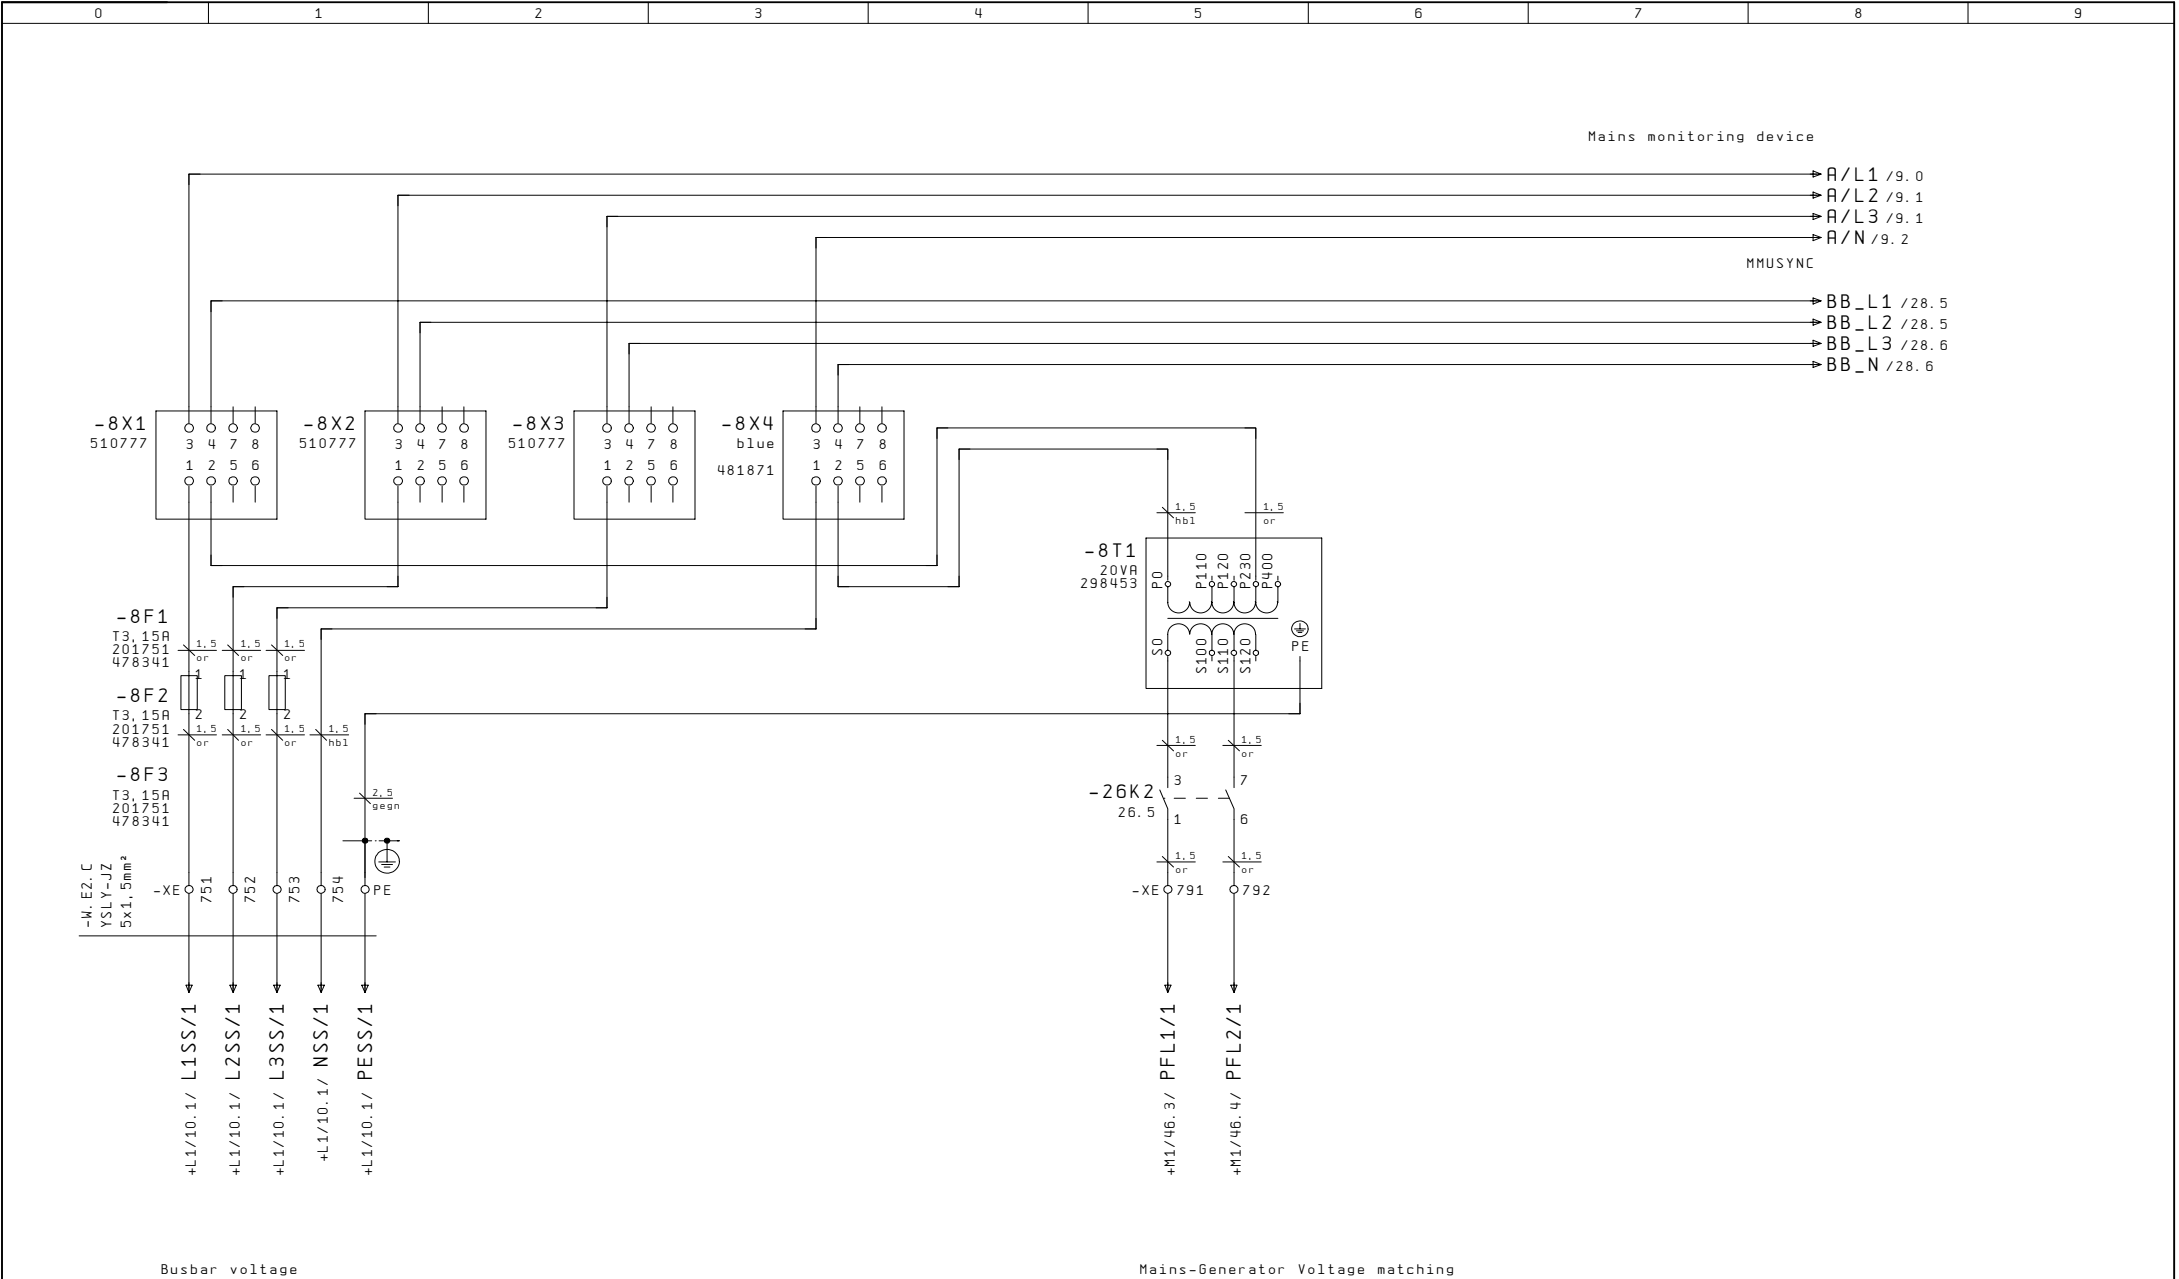 0 1 2 3 4 5 6 7 8 9
Mains monitoring device
A/L1 /9.0
A/L2 /9.1
A/L3 /9.1
A/N /9.2
MMUSYNC
BB_L1 /28.5
BB_L2 /28.5
BB_L3 /28.6
BB_N /28.6
-8X1
510777
3 4 7 8
1 2 5 6
-8X2
510777
3 4 7 8
1 2 5 6
-8X3
510777
3 4 7 8
1 2 5 6
-8X4
blue
481871
3 4 7 8
1 2 5 6
1,5
hbl
1,5
or
-8T1
20VA
298453
P0
P110
P120
P230
P400
S0
S100
S110
S120
PE
-8F1
T3,15A
201751
478341
1,5
or
1,5
or
1,5
or
1 1 1
-8F2
T3,15A
201751
478341
2 2 2
1,5
or
1,5
or
1,5
or
1,5
hbl
-8F3
T3,15A
201751
478341
2,5
gegn
1,5
or
1,5
or
-26K2
26.5
3 7
1 6
1,5
or
1,5
or
-W.E2.C
YSLY-JZ
5x1,5mm²
-XE
751
752
753
754
PE
-XE
791
792
+L1/10.1/ L1SS/1
+L1/10.1/ L2SS/1
+L1/10.1/ L3SS/1
+L1/10.1/ NSS/1
+L1/10.1/ PESS/1
+M1/46.3/ PFL1/1
+M1/46.4/ PFL2/1
Busbar voltage
Mains-Generator Voltage matching